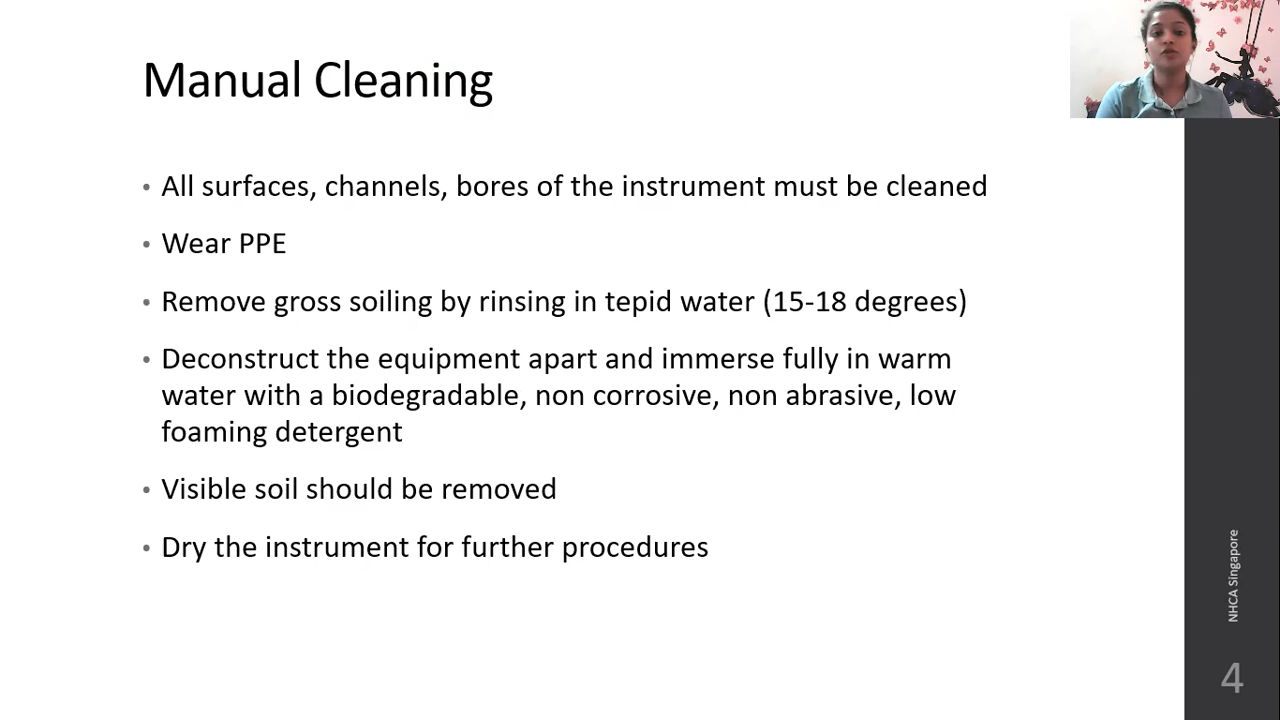 Manual Cleaning
• All surfaces, channels, bores of the instrument must be cleaned
• Wear PPE
• Remove gross soiling by rinsing in tepid water (15-18 degrees)
• Deconstruct the equipment apart and immerse fully in warm
water with a biodegradable, non corrosive, non abrasive, low
foaming detergent
• Visible soil should be removed
• Dry the instrument for further procedures
NHCA Singapore
4